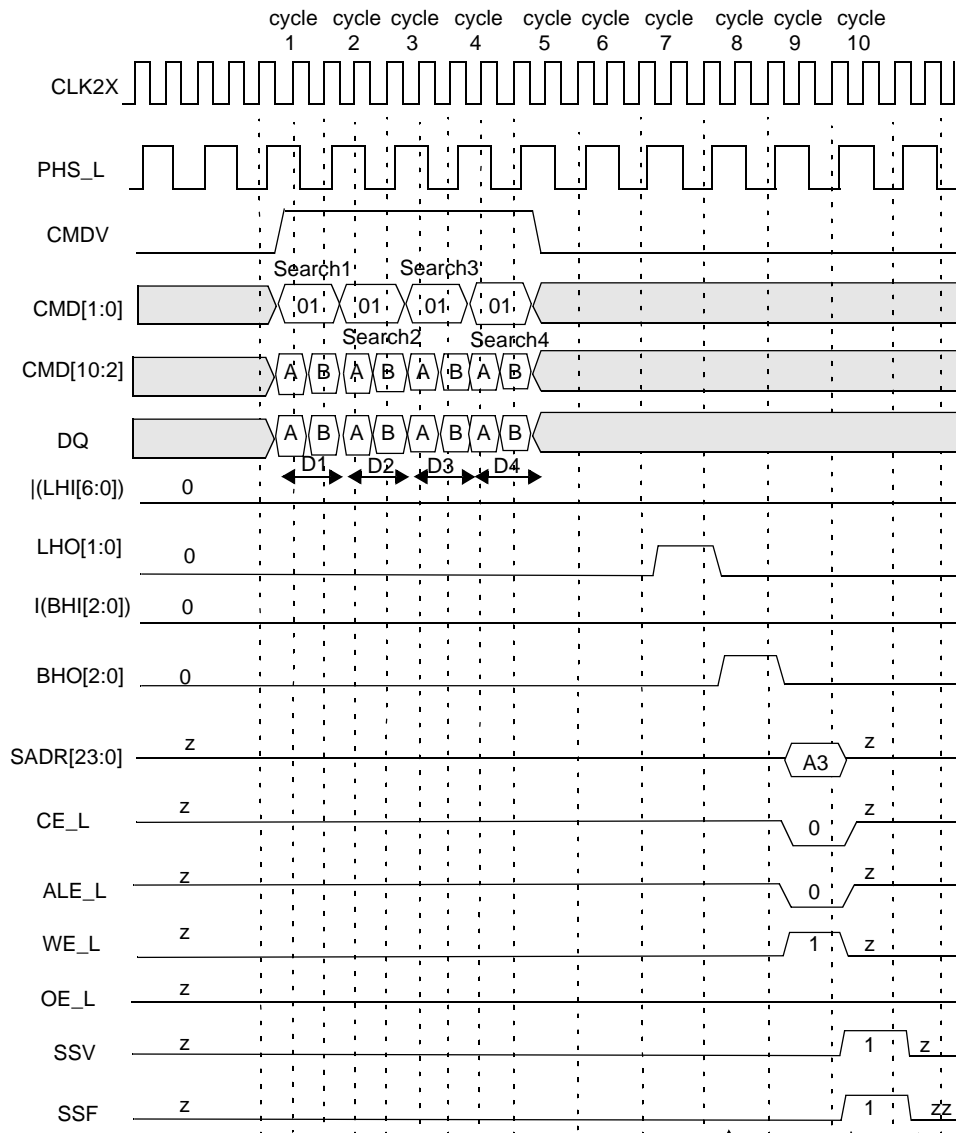 cycle cycle cycle cycle cycle cycle cycle cycle cycle cycle
1 2 3 4 5 6 7 8 9 10
CLK2X
PHS_L
CMDV
Search1 Search3
CMD[1:0] 01 01 01 01
Search2 Search4
CMD[10:2] A B A B A B A B
DQ A B A B A B A B
D1 D2 D3 D4
|(LHI[6:0]) 0
LHO[1:0] 0
I(BHI[2:0]) 0
BHO[2:0] 0
SADR[23:0] z A3 z
CE_L z 0 z
ALE_L z 0 z
WE_L z 1 z
OE_L z
SSV z 1 z
SSF z 1 zz